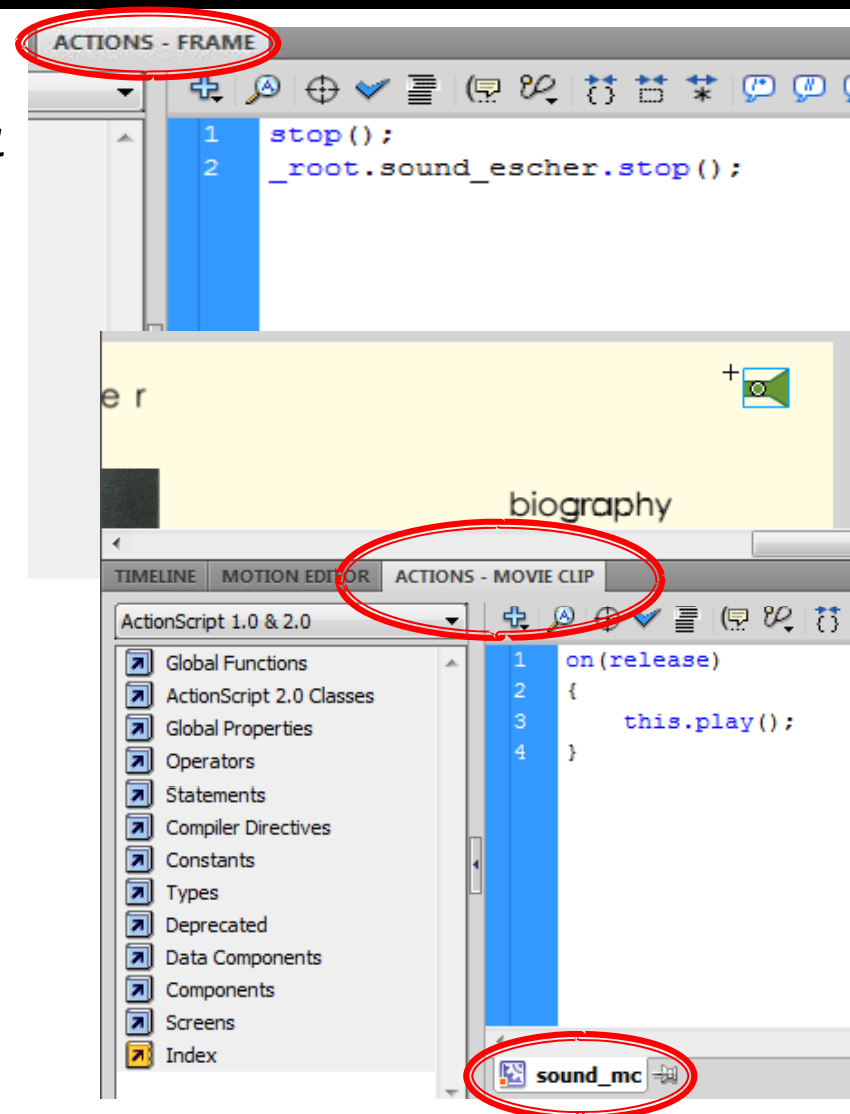 ACTIONS - FRAME
1 stop();
2 _root.sound_escher.stop();
e r
biography
TIMELINE MOTION EDITOR ACTIONS - MOVIE CLIP
ActionScript 1.0 & 2.0
Global Functions
ActionScript 2.0 Classes
Global Properties
Operators
Statements
Compiler Directives
Constants
Types
Deprecated
Data Components
Components
Screens
Index
1 on(release)
2 {
3 this.play();
4 }
sound_mc